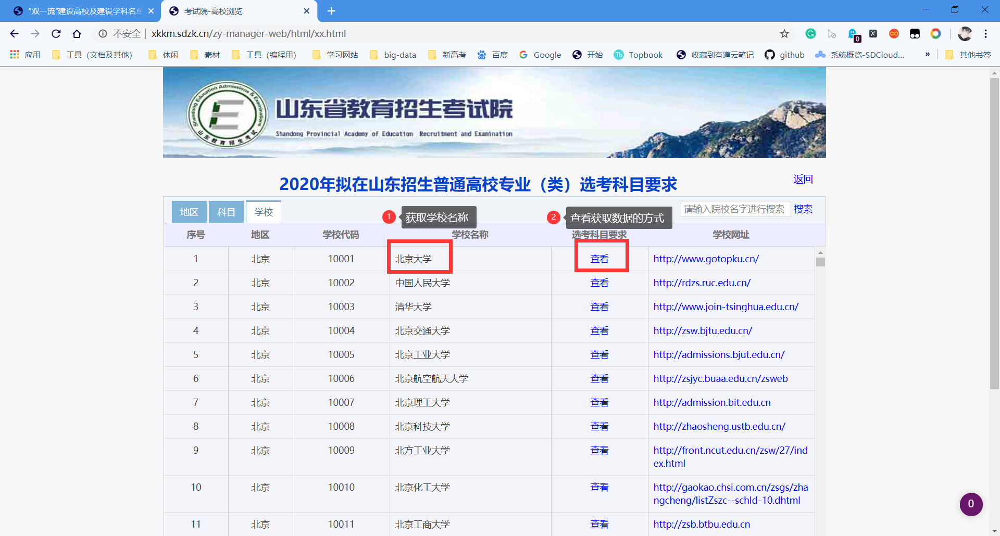 “双一流”建设高校及建设学科名单
考试院-高校浏览
不安全 | xkkm.sdzk.cn/zy-manager-web/html/xx.html
0
应用 工具（文档及其他） 休闲 素材 工具（编程用） 学习网站 big-data 新高考 百度 Google 开始 Topbook 收藏到有道云笔记 github 系统概览-SDCloud... » 其他书签
Shandong Education Admissions & Examinations
山东教育招生考试
山东省教育招生考试院
Shandong Provincial Academy of Education Recruitment and Examination
2020年拟在山东招生普通高校专业（类）选考科目要求
返回
地区 科目 学校
1 获取学校名称
2 查看获取数据的方式
请输入院校名字进行搜索 搜索
序号 地区 学校代码 学校名称 选考科目要求 学校网址
1 北京 10001 北京大学 查看 http://www.gotopku.cn/
2 北京 10002 中国人民大学 查看 http://rdzs.ruc.edu.cn/
3 北京 10003 清华大学 查看 http://www.join-tsinghua.edu.cn/
4 北京 10004 北京交通大学 查看 http://zsw.bjtu.edu.cn/
5 北京 10005 北京工业大学 查看 http://admissions.bjut.edu.cn/
6 北京 10006 北京航空航天大学 查看 http://zsjyc.buaa.edu.cn/zsweb
7 北京 10007 北京理工大学 查看 http://admission.bit.edu.cn
8 北京 10008 北京科技大学 查看 http://zhaosheng.ustb.edu.cn/
9 北京 10009 北方工业大学 查看 http://front.ncut.edu.cn/zsw/27/ind
ex.html
10 北京 10010 北京化工大学 查看 http://gaokao.chsi.com.cn/zsgs/zha
ngcheng/listZszc--schId-10.dhtml
0
11 北京 10011 北京工商大学 查看 http://zsb.btbu.edu.cn